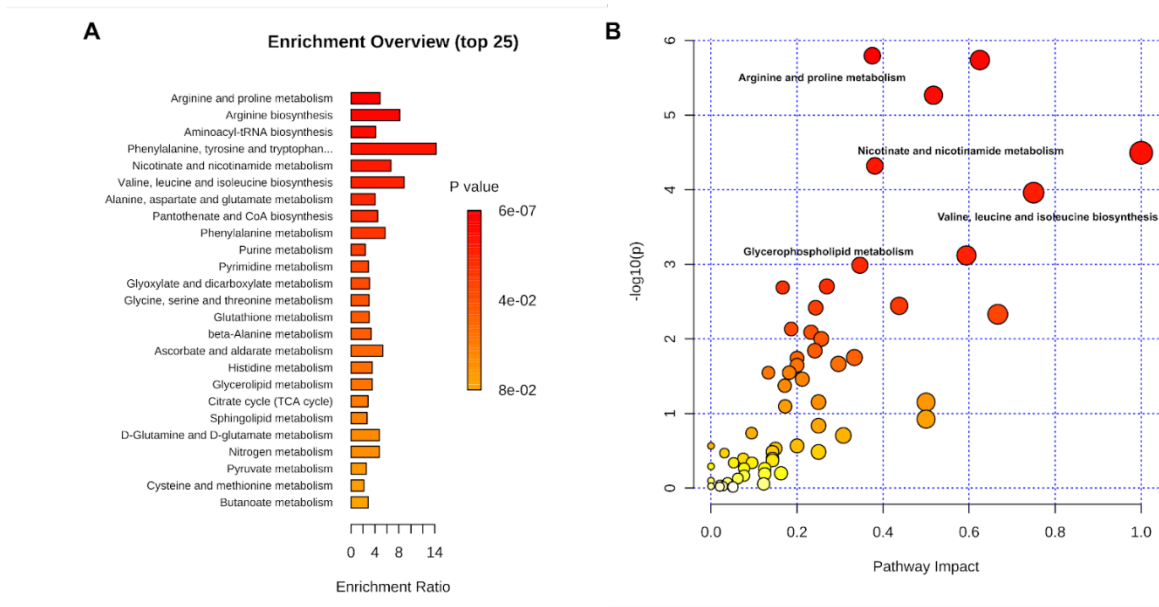 A
Enrichment Overview (top 25)
Arginine and proline metabolism
Arginine biosynthesis
Aminoacyl-tRNA biosynthesis
Phenylalanine, tyrosine and tryptophan...
Nicotinate and nicotinamide metabolism
Valine, leucine and isoleucine biosynthesis
Alanine, aspartate and glutamate metabolism
Pantothenate and CoA biosynthesis
Phenylalanine metabolism
Purine metabolism
Pyrimidine metabolism
Glyoxylate and dicarboxylate metabolism
Glycine, serine and threonine metabolism
Glutathione metabolism
beta-Alanine metabolism
Ascorbate and aldarate metabolism
Histidine metabolism
Glycerolipid metabolism
Citrate cycle (TCA cycle)
Sphingolipid metabolism
D-Glutamine and D-glutamate metabolism
Nitrogen metabolism
Pyruvate metabolism
Cysteine and methionine metabolism
Butanoate metabolism
0 4 8 14
Enrichment Ratio
P value
6e-07
4e-02
8e-02
B
6
5
4
3
2
1
0
-log10(p)
Arginine and proline metabolism
Nicotinate and nicotinamide metabolism
Valine, leucine and isoleucine biosynthesis
Glycerophospholipid metabolism
0.0 0.2 0.4 0.6 0.8 1.0
Pathway Impact